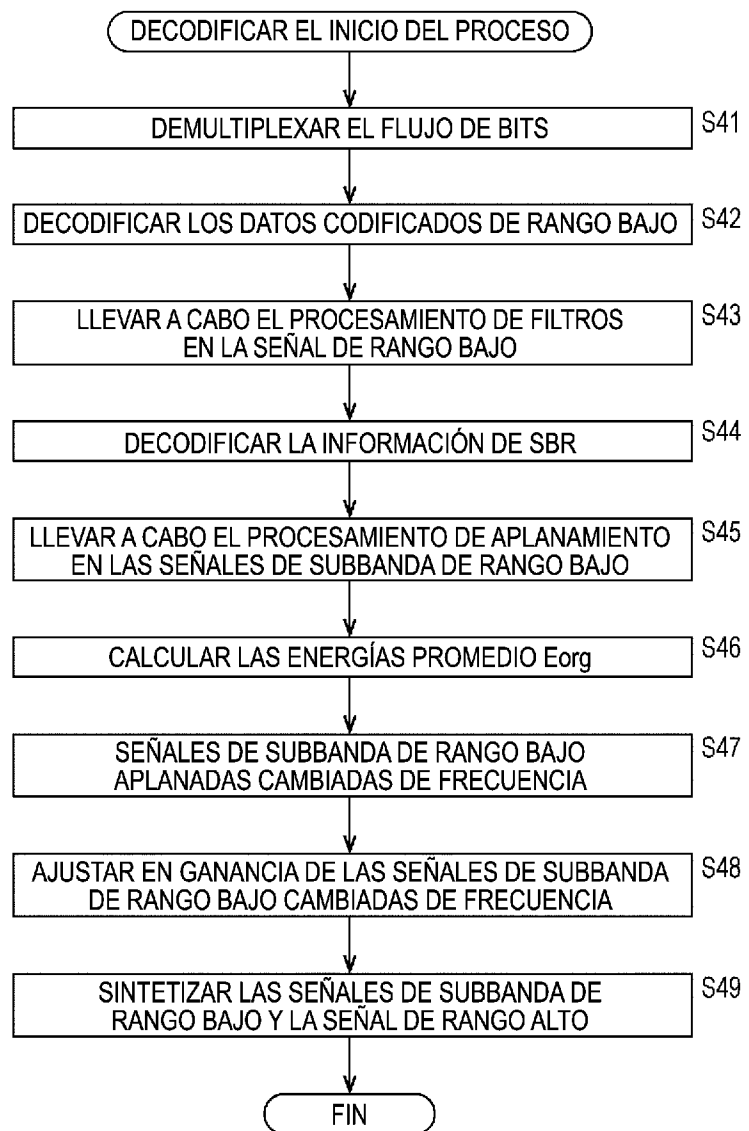 DECODIFICAR EL INICIO DEL PROCESO
DEMULTIPLEXAR EL FLUJO DE BITS
S41
DECODIFICAR LOS DATOS CODIFICADOS DE RANGO BAJO
S42
LLEVAR A CABO EL PROCESAMIENTO DE FILTROS
EN LA SEÑAL DE RANGO BAJO
S43
DECODIFICAR LA INFORMACIÓN DE SBR
S44
LLEVAR A CABO EL PROCESAMIENTO DE APLANAMIENTO
EN LAS SEÑALES DE SUBBANDA DE RANGO BAJO
S45
CALCULAR LAS ENERGÍAS PROMEDIO Eorg
S46
SEÑALES DE SUBBANDA DE RANGO BAJO
APLANADAS CAMBIADAS DE FRECUENCIA
S47
AJUSTAR EN GANANCIA DE LAS SEÑALES DE SUBBANDA
DE RANGO BAJO CAMBIADAS DE FRECUENCIA
S48
SINTETIZAR LAS SEÑALES DE SUBBANDA DE
RANGO BAJO Y LA SEÑAL DE RANGO ALTO
S49
FIN